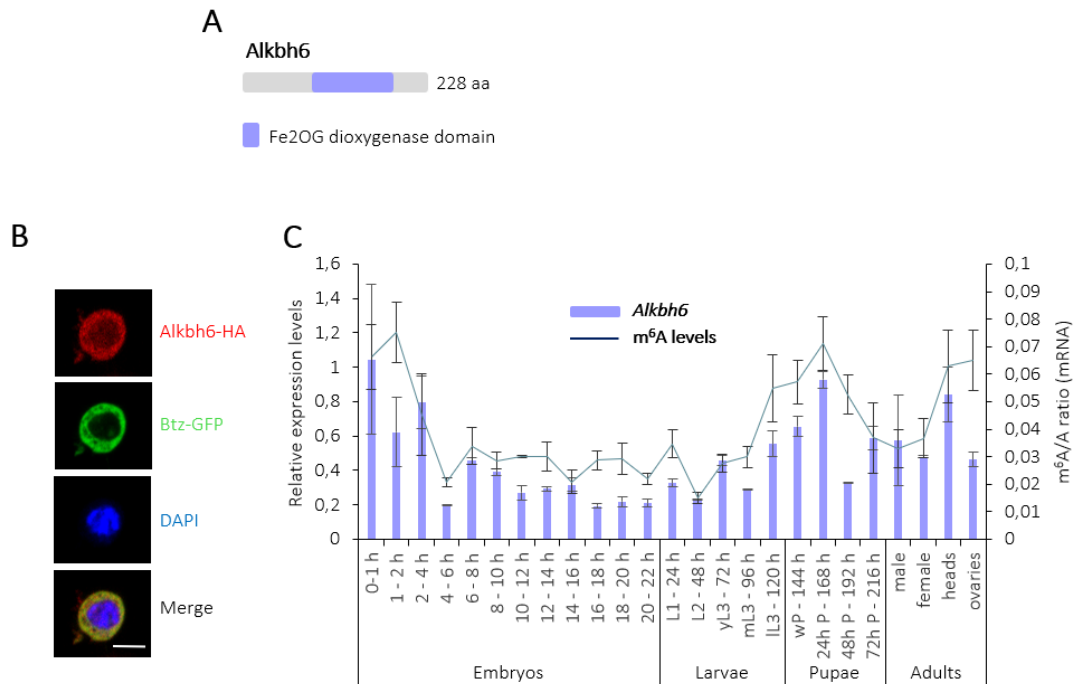 A
Alkbh6
228 aa
Fe2OG dioxygenase domain
B
Alkbh6-HA
Btz-GFP
DAPI
Merge
C
Relative expression levels
1,6
1,4
1,2
1
0,8
0,6
0,4
0,2
0
Alkbh6
m⁶A levels
0,1
0,09
0,08
0,07
0,06
0,05
0,04
0,03
0,02
0,01
0
m⁶A/A ratio (mRNA)
0-1 h
1 - 2 h
2 - 4 h
4 - 6 h
6 - 8 h
8 - 10 h
10 - 12 h
12 - 14 h
14 - 16 h
16 - 18 h
18 - 20 h
20 - 22 h
L1 - 24 h
L2 - 48 h
yL3 - 72 h
mL3 - 96 h
lL3 - 120 h
wP - 144 h
24h P - 168 h
48h P - 192 h
72h P - 216 h
male
female
heads
ovaries
Embryos
Larvae
Pupae
Adults